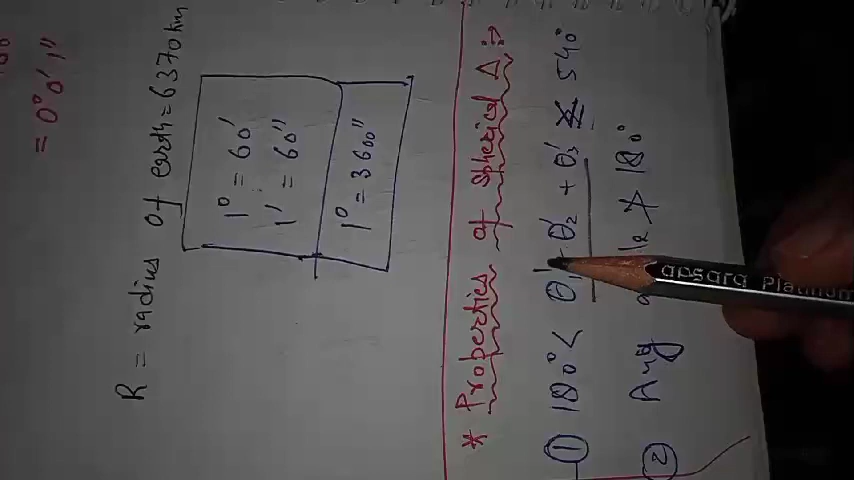 = 0°0'1"
R = radius of earth = 6370 km
1° = 60'
1' = 60"
1° = 3600"
* Properties of Spherical Δ :-
① 180° < θ₁' + θ₂' + θ₃' ≮ 540°
② Any ≯ 180°
apsara Platinum